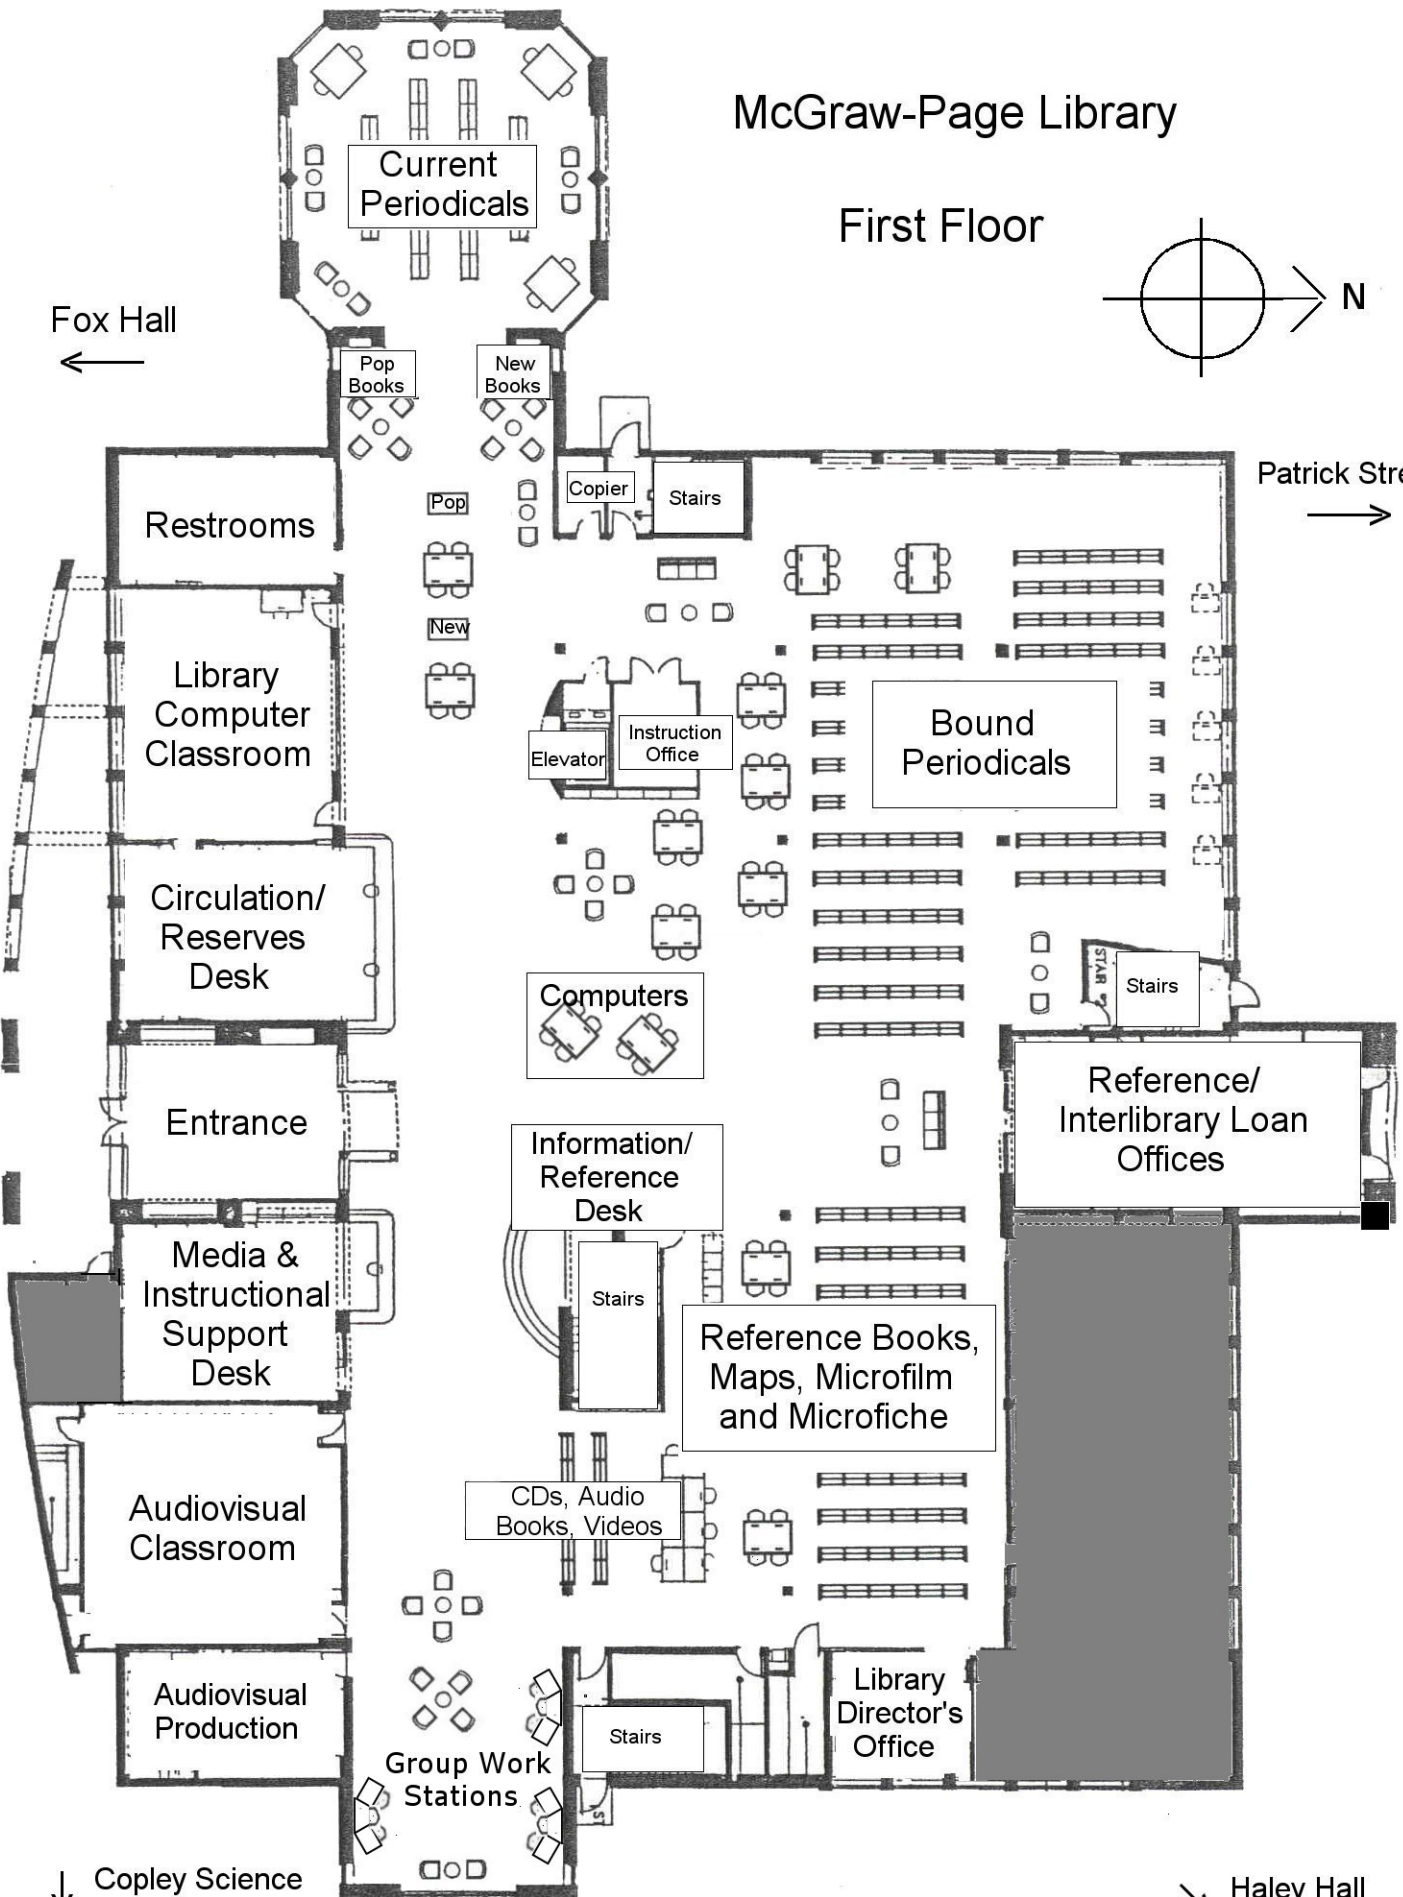 McGraw-Page Library
First Floor
N
Current
Periodicals
Fox Hall
Pop
Books
New
Books
Patrick Stre
Copier
Stairs
Pop
Restrooms
New
Library
Computer
Classroom
Elevator
Instruction
Office
Bound
Periodicals
Circulation/
Reserves
Desk
Computers
STAIR
Stairs
Entrance
Information/
Reference
Desk
Reference/
Interlibrary Loan
Offices
Media &
Instructional
Support
Desk
Stairs
Reference Books,
Maps, Microfilm
and Microfiche
Audiovisual
Classroom
CDs, Audio
Books, Videos
Audiovisual
Production
Group Work
Stations
Stairs
Library
Director's
Office
Copley Science
Haley Hall